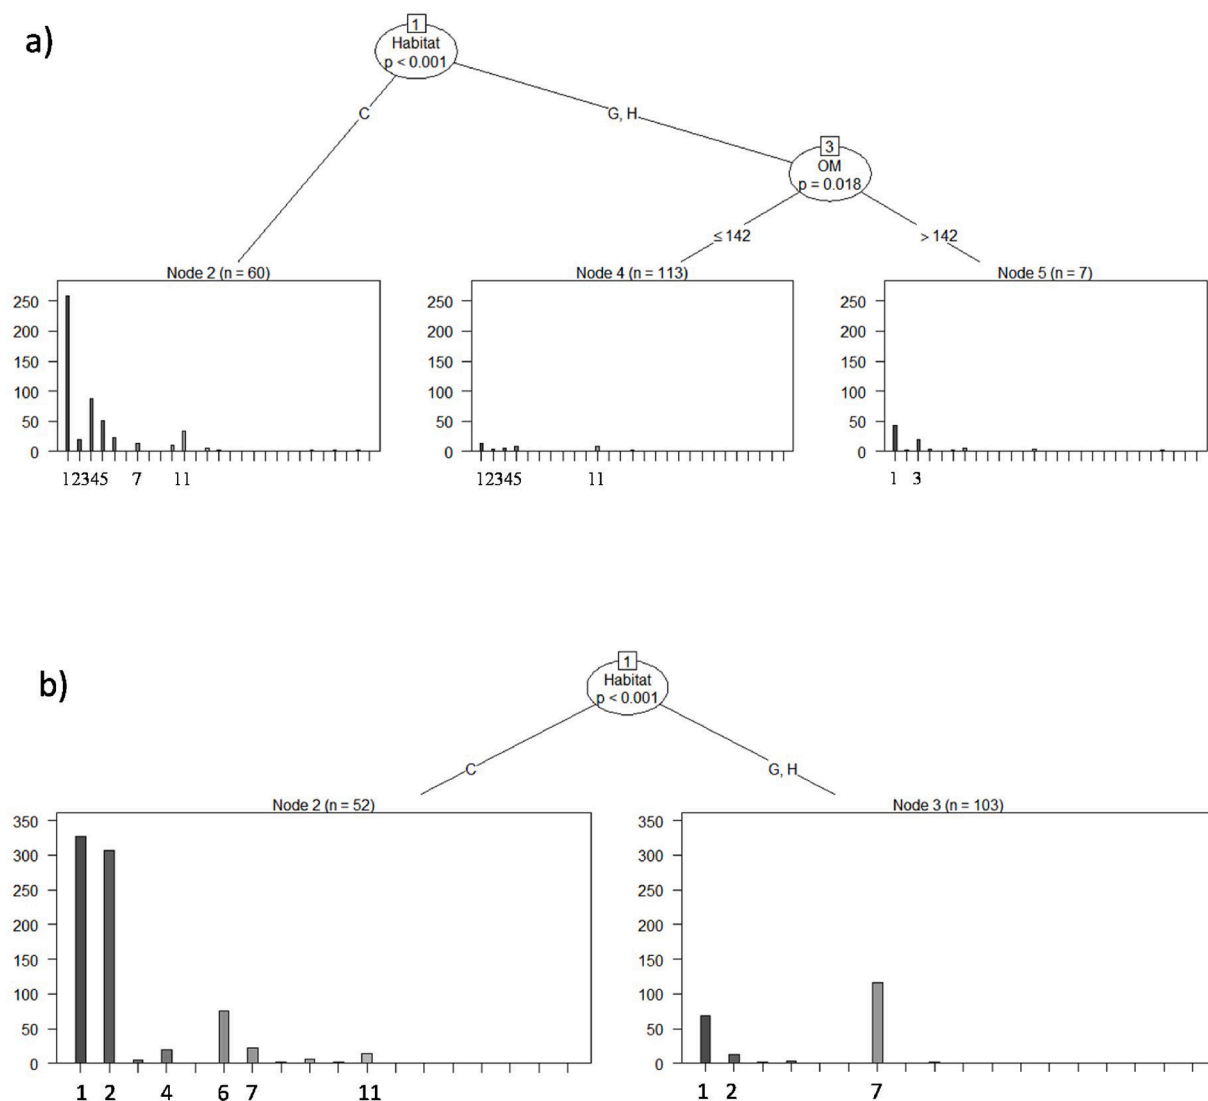 a)
1
Habitat
p < 0.001
C
G, H
3
OM
p = 0.018
≤ 142
> 142
Node 2 (n = 60)
Node 4 (n = 113)
Node 5 (n = 7)
250
200
150
100
50
0
250
200
150
100
50
0
250
200
150
100
50
0
12345 7 11
12345 11
1 3
b)
1
Habitat
p < 0.001
C
G, H
Node 2 (n = 52)
Node 3 (n = 103)
350
300
250
200
150
100
50
0
350
300
250
200
150
100
50
0
1 2 4 6 7 11
1 2 7